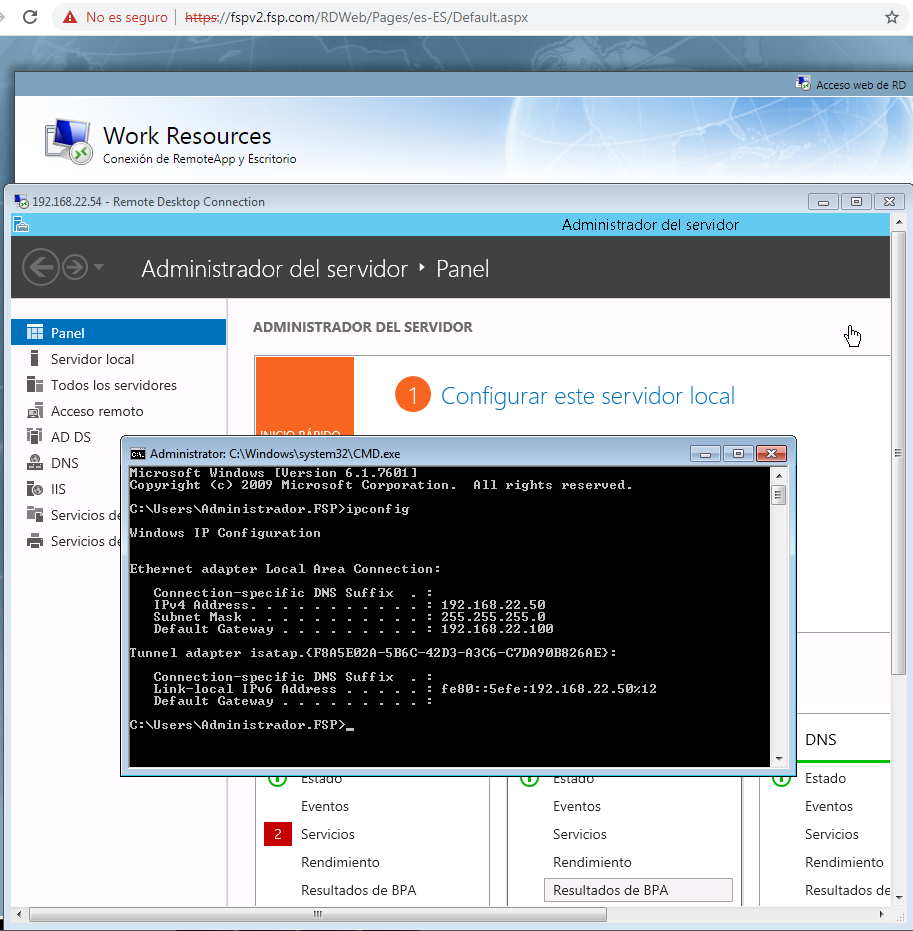 No es seguro | https://fspv2.fsp.com/RDWeb/Pages/es-ES/Default.aspx
Acceso web de RD
Work Resources
Conexión de RemoteApp y Escritorio
192.168.22.54 - Remote Desktop Connection
Administrador del servidor
Administrador del servidor ‣ Panel
Panel
Servidor local
Todos los servidores
Acceso remoto
AD DS
DNS
IIS
Servicios de
Servicios de
ADMINISTRADOR DEL SERVIDOR
INICIO RÁPIDO
1 Configurar este servidor local
Administrator: C:\Windows\system32\CMD.exe
Microsoft Windows [Version 6.1.7601]
Copyright (c) 2009 Microsoft Corporation.  All rights reserved.
C:\Users\Administrador.FSP>ipconfig
Windows IP Configuration
Ethernet adapter Local Area Connection:
Connection-specific DNS Suffix  . :
IPv4 Address. . . . . . . . . . . : 192.168.22.50
Subnet Mask . . . . . . . . . . . : 255.255.255.0
Default Gateway . . . . . . . . . : 192.168.22.100
Tunnel adapter isatap.{F8A5E02A-5B6C-42D3-A3C6-C7DA90B826AE}:
Connection-specific DNS Suffix  . :
Link-local IPv6 Address . . . . . : fe80::5efe:192.168.22.50%12
Default Gateway . . . . . . . . . :
C:\Users\Administrador.FSP>_
Estado
Eventos
2 Servicios
Rendimiento
Resultados de BPA
Estado
Eventos
Servicios
Rendimiento
Resultados de BPA
DNS
Estado
Eventos
Servicios
Rendimiento
Resultados de